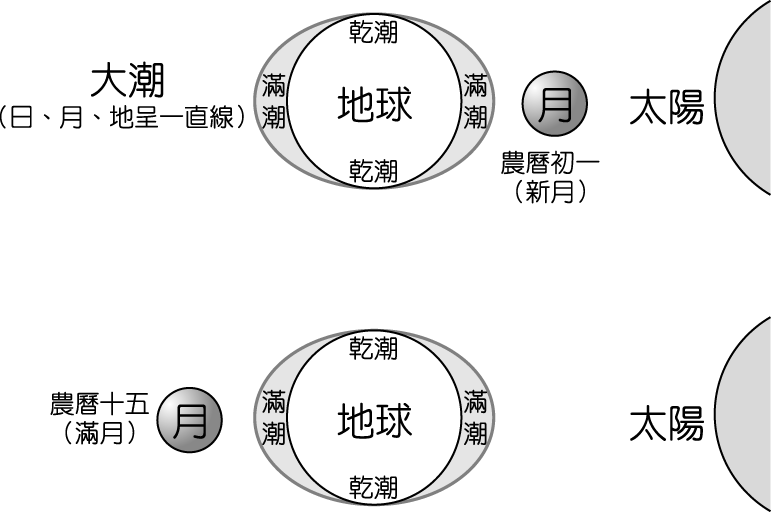 乾潮
大潮
（日、月、地呈一直線）
滿潮
地球
滿潮
月
太陽
乾潮
農曆初一
（新月）
乾潮
農曆十五
（滿月）
月
滿潮
地球
滿潮
太陽
乾潮